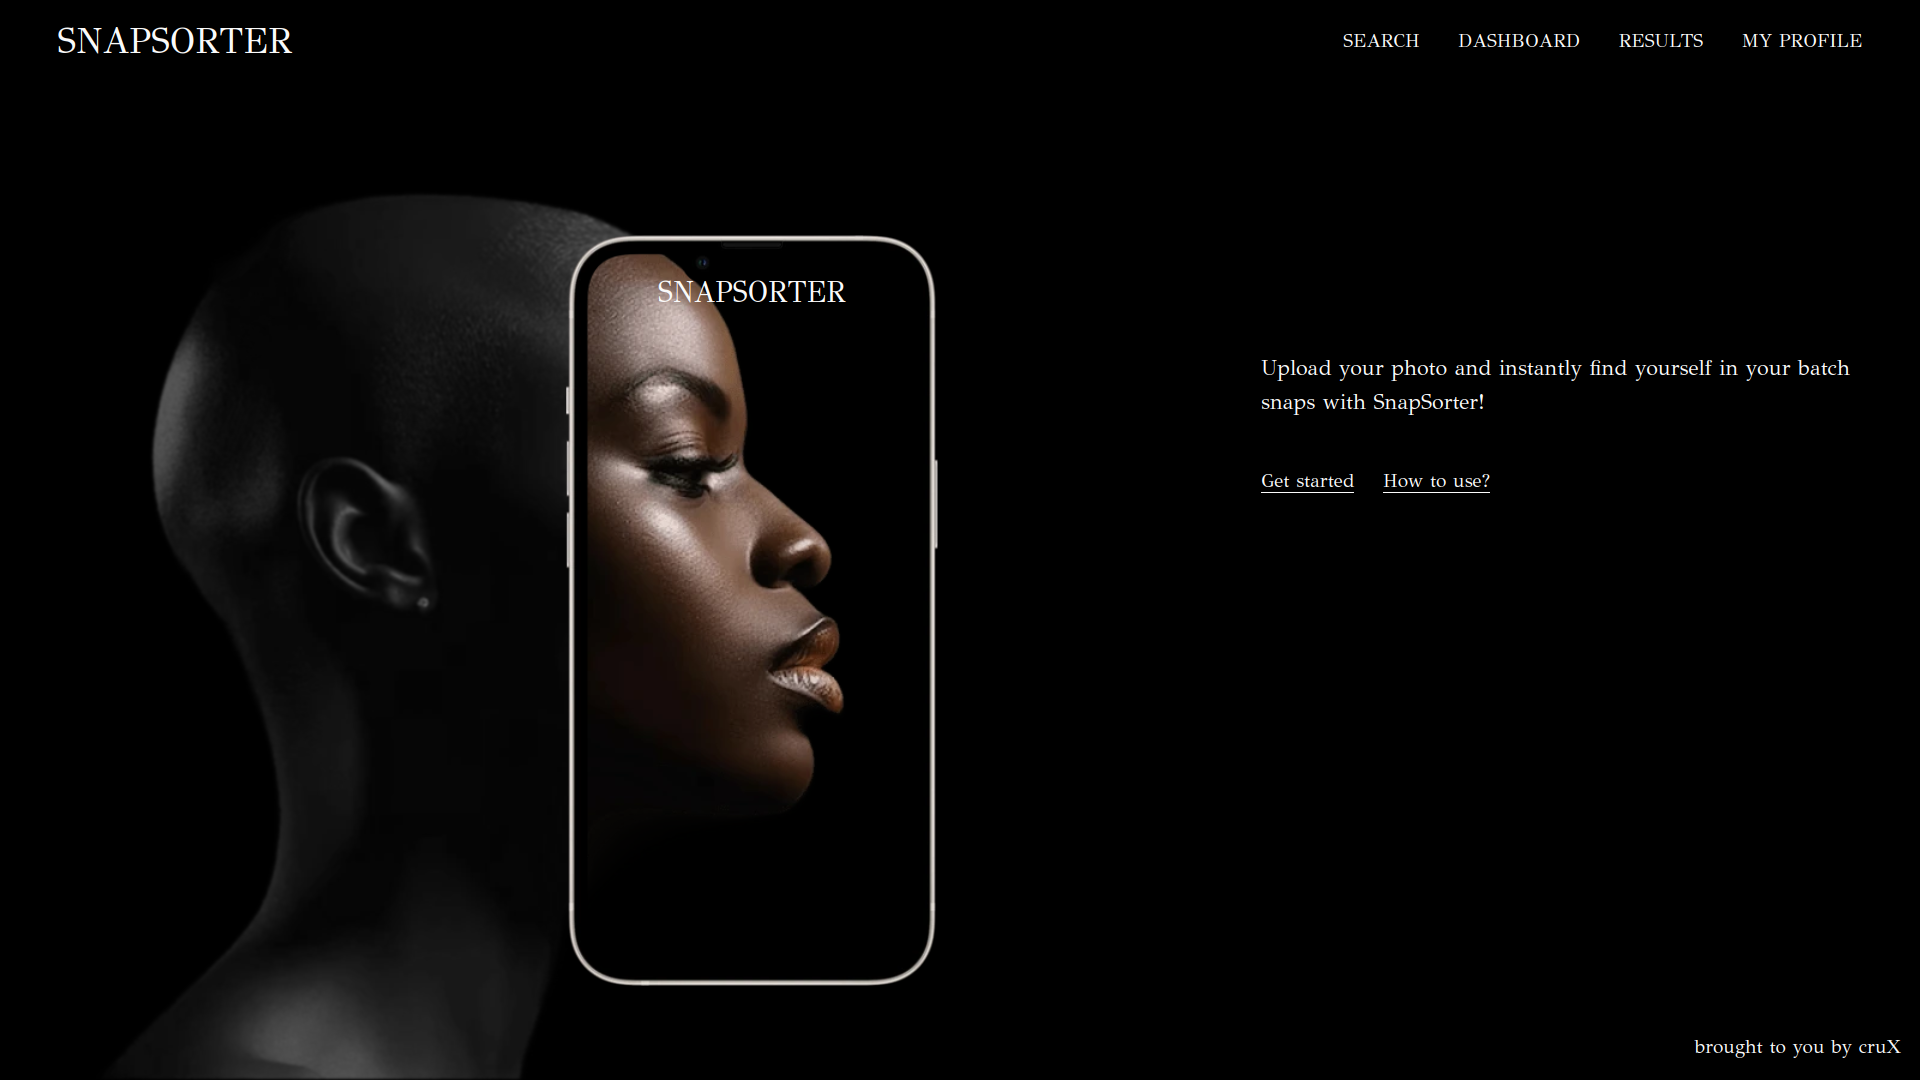 SNAPSORTER
SEARCH DASHBOARD RESULTS MY PROFILE
SNAPSORTER
Upload your photo and instantly find yourself in your batch
snaps with SnapSorter!
Get started How to use?
brought to you by cruX